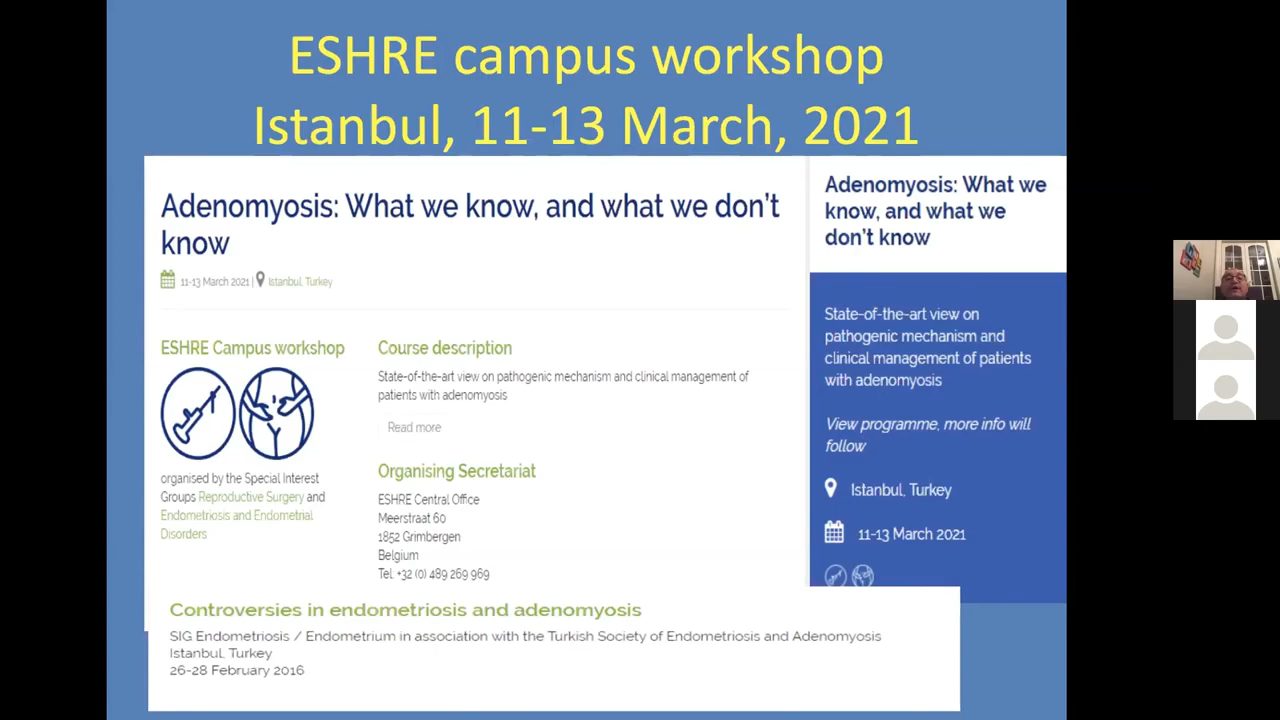 ESHRE campus workshop
Istanbul, 11-13 March, 2021
Adenomyosis: What we know, and what we don't
know
11-13 March 2021 | Istanbul, Turkey
ESHRE Campus workshop
organised by the Special Interest
Groups Reproductive Surgery and
Endometriosis and Endometrial
Disorders
Course description
State-of-the-art view on pathogenic mechanism and clinical management of
patients with adenomyosis
Read more
Organising Secretariat
ESHRE Central Office
Meerstraat 60
1852 Grimbergen
Belgium
Tel: +32 (0) 489 269 969
Adenomyosis: What we
know, and what we
don't know
State-of-the-art view on
pathogenic mechanism and
clinical management of patients
with adenomyosis
View programme, more info will
follow
Istanbul, Turkey
11-13 March 2021
Controversies in endometriosis and adenomyosis
SIG Endometriosis / Endometrium in association with the Turkish Society of Endometriosis and Adenomyosis
Istanbul, Turkey
26-28 February 2016